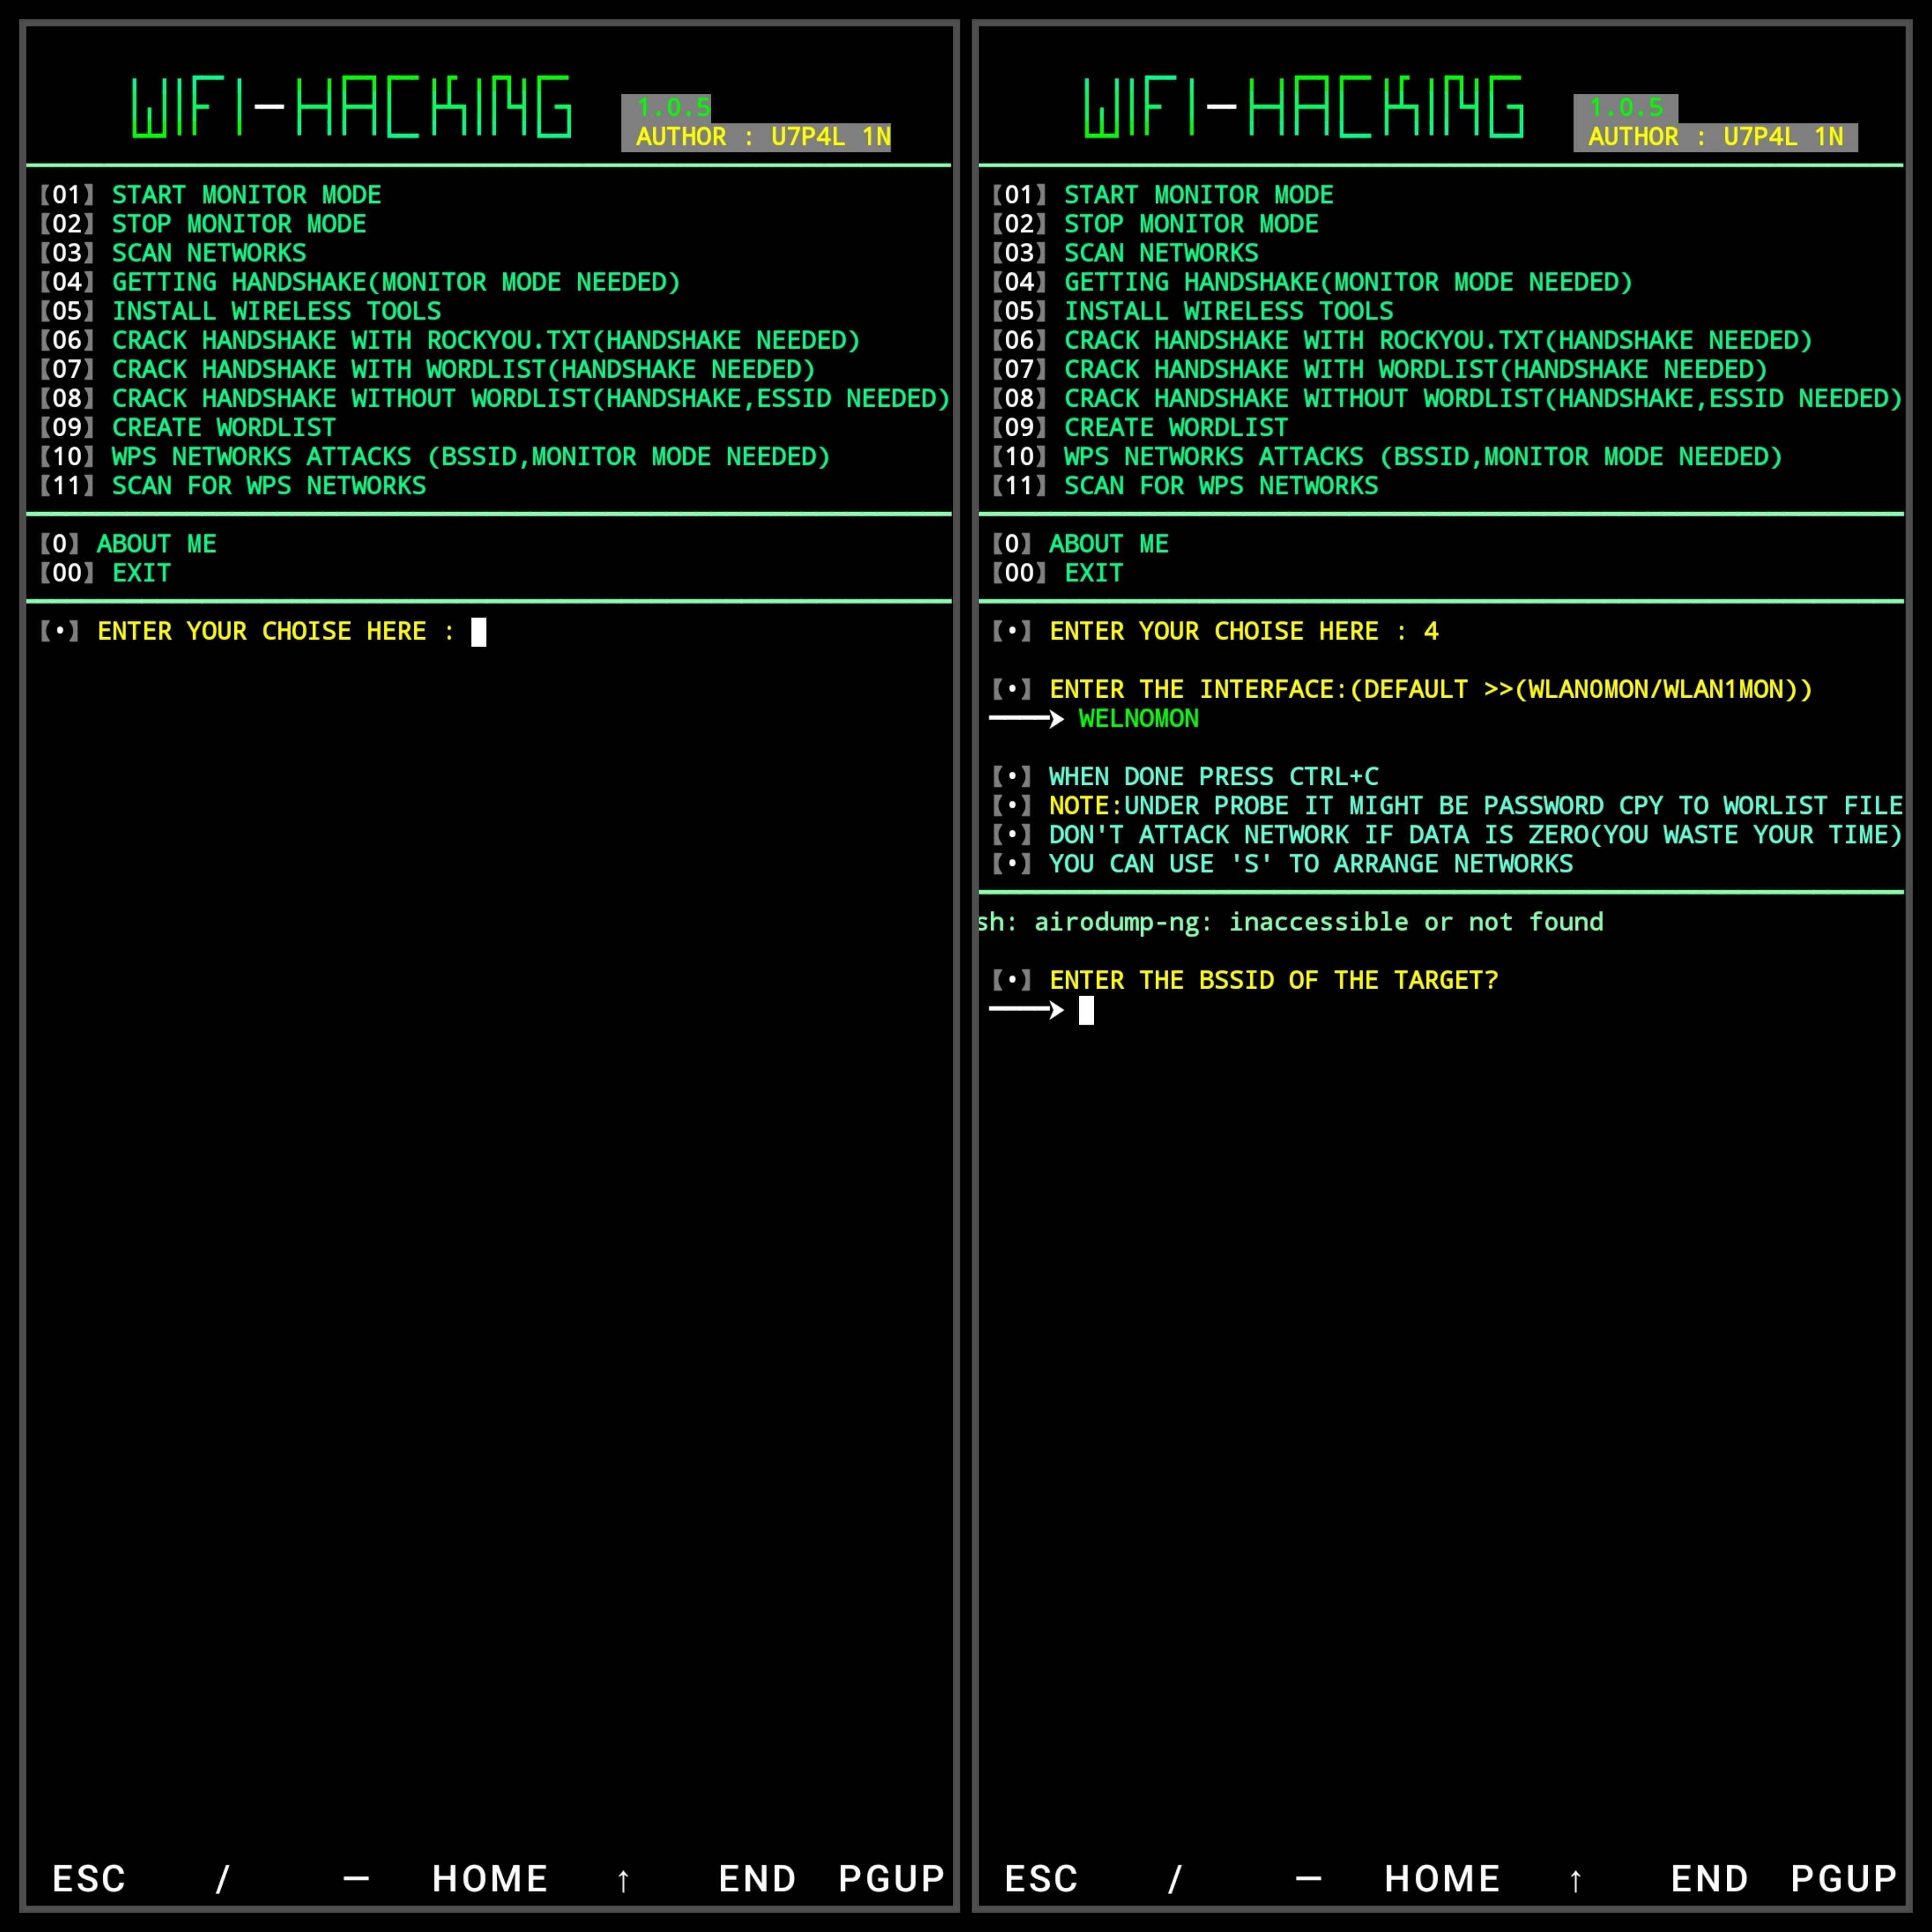 WIFI-HACKING
1.0.5
AUTHOR : U7P4L 1N
【01】 START MONITOR MODE
【02】 STOP MONITOR MODE
【03】 SCAN NETWORKS
【04】 GETTING HANDSHAKE(MONITOR MODE NEEDED)
【05】 INSTALL WIRELESS TOOLS
【06】 CRACK HANDSHAKE WITH ROCKYOU.TXT(HANDSHAKE NEEDED)
【07】 CRACK HANDSHAKE WITH WORDLIST(HANDSHAKE NEEDED)
【08】 CRACK HANDSHAKE WITHOUT WORDLIST(HANDSHAKE,ESSID NEEDED)
【09】 CREATE WORDLIST
【10】 WPS NETWORKS ATTACKS (BSSID,MONITOR MODE NEEDED)
【11】 SCAN FOR WPS NETWORKS
【0】 ABOUT ME
【00】 EXIT
【•】 ENTER YOUR CHOISE HERE :
ESC / — HOME ↑ END PGUP
WIFI-HACKING
1.0.5
AUTHOR : U7P4L 1N
【01】 START MONITOR MODE
【02】 STOP MONITOR MODE
【03】 SCAN NETWORKS
【04】 GETTING HANDSHAKE(MONITOR MODE NEEDED)
【05】 INSTALL WIRELESS TOOLS
【06】 CRACK HANDSHAKE WITH ROCKYOU.TXT(HANDSHAKE NEEDED)
【07】 CRACK HANDSHAKE WITH WORDLIST(HANDSHAKE NEEDED)
【08】 CRACK HANDSHAKE WITHOUT WORDLIST(HANDSHAKE,ESSID NEEDED)
【09】 CREATE WORDLIST
【10】 WPS NETWORKS ATTACKS (BSSID,MONITOR MODE NEEDED)
【11】 SCAN FOR WPS NETWORKS
【0】 ABOUT ME
【00】 EXIT
【•】 ENTER YOUR CHOISE HERE : 4
【•】 ENTER THE INTERFACE:(DEFAULT >>(WLAN0MON/WLAN1MON))
WELNOMON
【•】 WHEN DONE PRESS CTRL+C
【•】 NOTE:UNDER PROBE IT MIGHT BE PASSWORD CPY TO WORLIST FILE
【•】 DON'T ATTACK NETWORK IF DATA IS ZERO(YOU WASTE YOUR TIME)
【•】 YOU CAN USE 'S' TO ARRANGE NETWORKS
sh: airodump-ng: inaccessible or not found
【•】 ENTER THE BSSID OF THE TARGET?
ESC / — HOME ↑ END PGUP